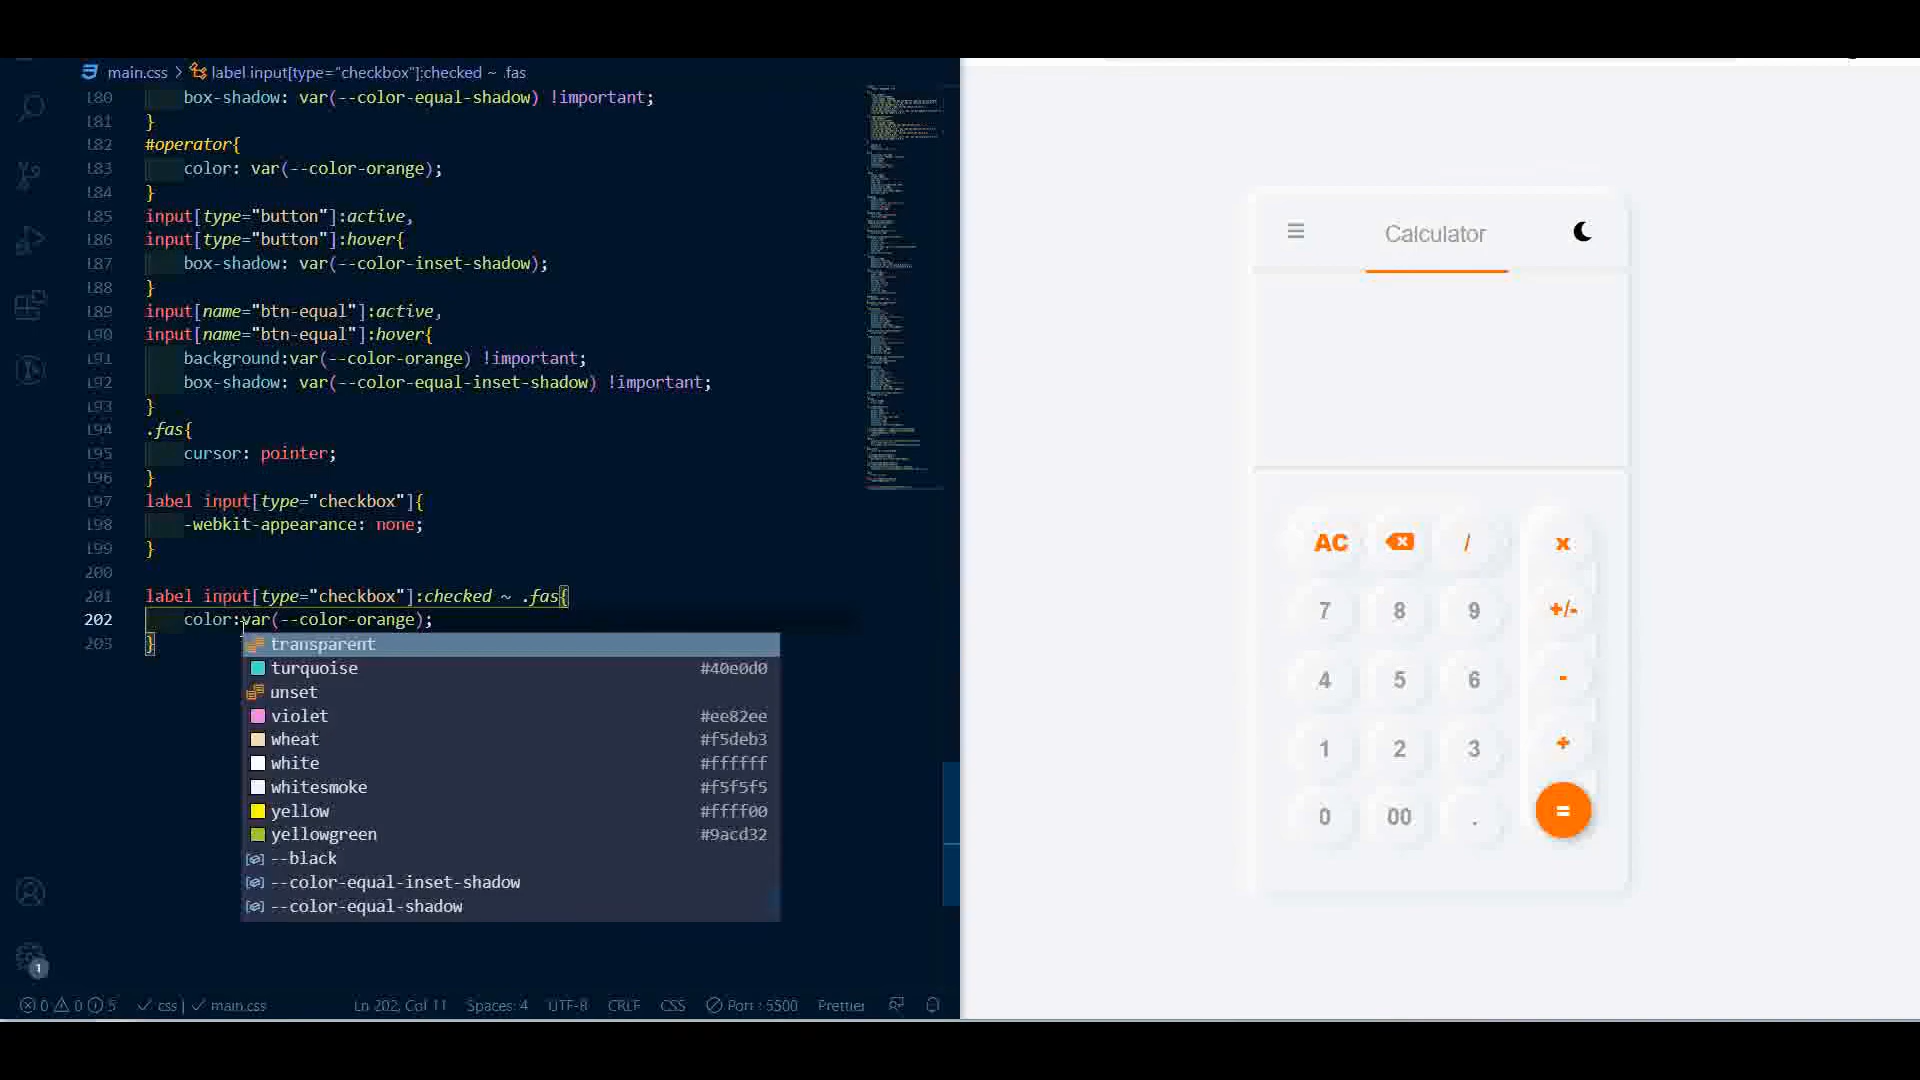 main.css > label input[type="checkbox"]:checked ~ .fas
180 box-shadow: var(--color-equal-shadow) !important;
181 }
182 #operator{
183 color: var(--color-orange);
184 }
185 input[type="button"]:active,
186 input[type="button"]:hover{
187 box-shadow: var(--color-inset-shadow);
188 }
189 input[name="btn-equal"]:active,
190 input[name="btn-equal"]:hover{
191 background:var(--color-orange) !important;
192 box-shadow: var(--color-equal-inset-shadow) !important;
193 }
194 .fas{
195 cursor: pointer;
196 }
197 label input[type="checkbox"]{
198 -webkit-appearance: none;
199 }
200
201 label input[type="checkbox"]:checked ~ .fas{
202 color:var(--color-orange);
203 }
transparent
turquoise #40e0d0
unset
violet #ee82ee
wheat #f5deb3
white #ffffff
whitesmoke #f5f5f5
yellow #ffff00
yellowgreen #9acd32
--black
--color-equal-inset-shadow
--color-equal-shadow
1
0 0 5 css | main.css Ln 202, Col 11 Spaces: 4 UTF-8 CRLF CSS Port : 5500 Prettier
Calculator
AC / x
7 8 9 +/-
4 5 6 -
1 2 3 +
0 00 . =